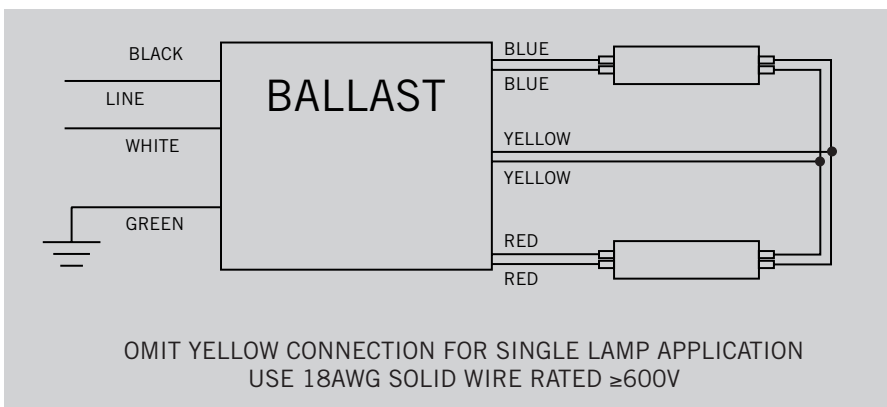 BLACK
LINE
WHITE
GREEN
BALLAST
BLUE
BLUE
YELLOW
YELLOW
RED
RED
OMIT YELLOW CONNECTION FOR SINGLE LAMP APPLICATION
USE 18AWG SOLID WIRE RATED ≥600V